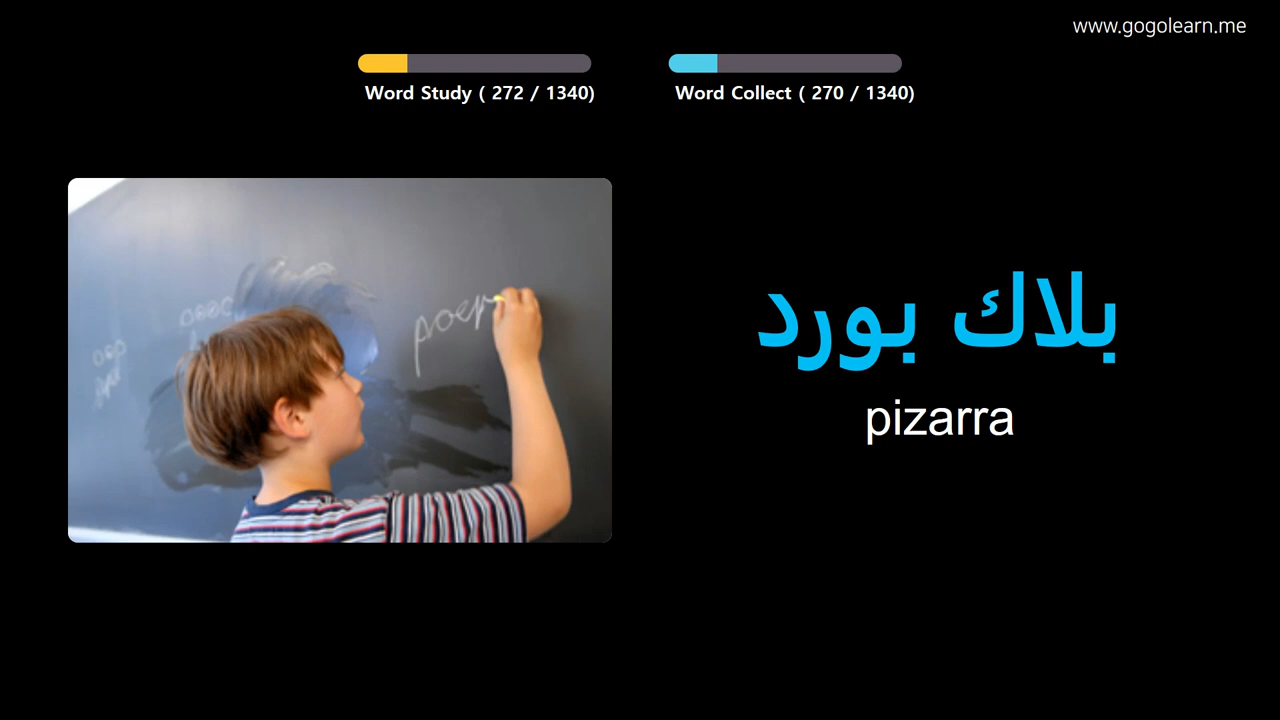 www.gogolearn.me
Word Study ( 272 / 1340)
Word Collect ( 270 / 1340)
بلاك بورد
pizarra